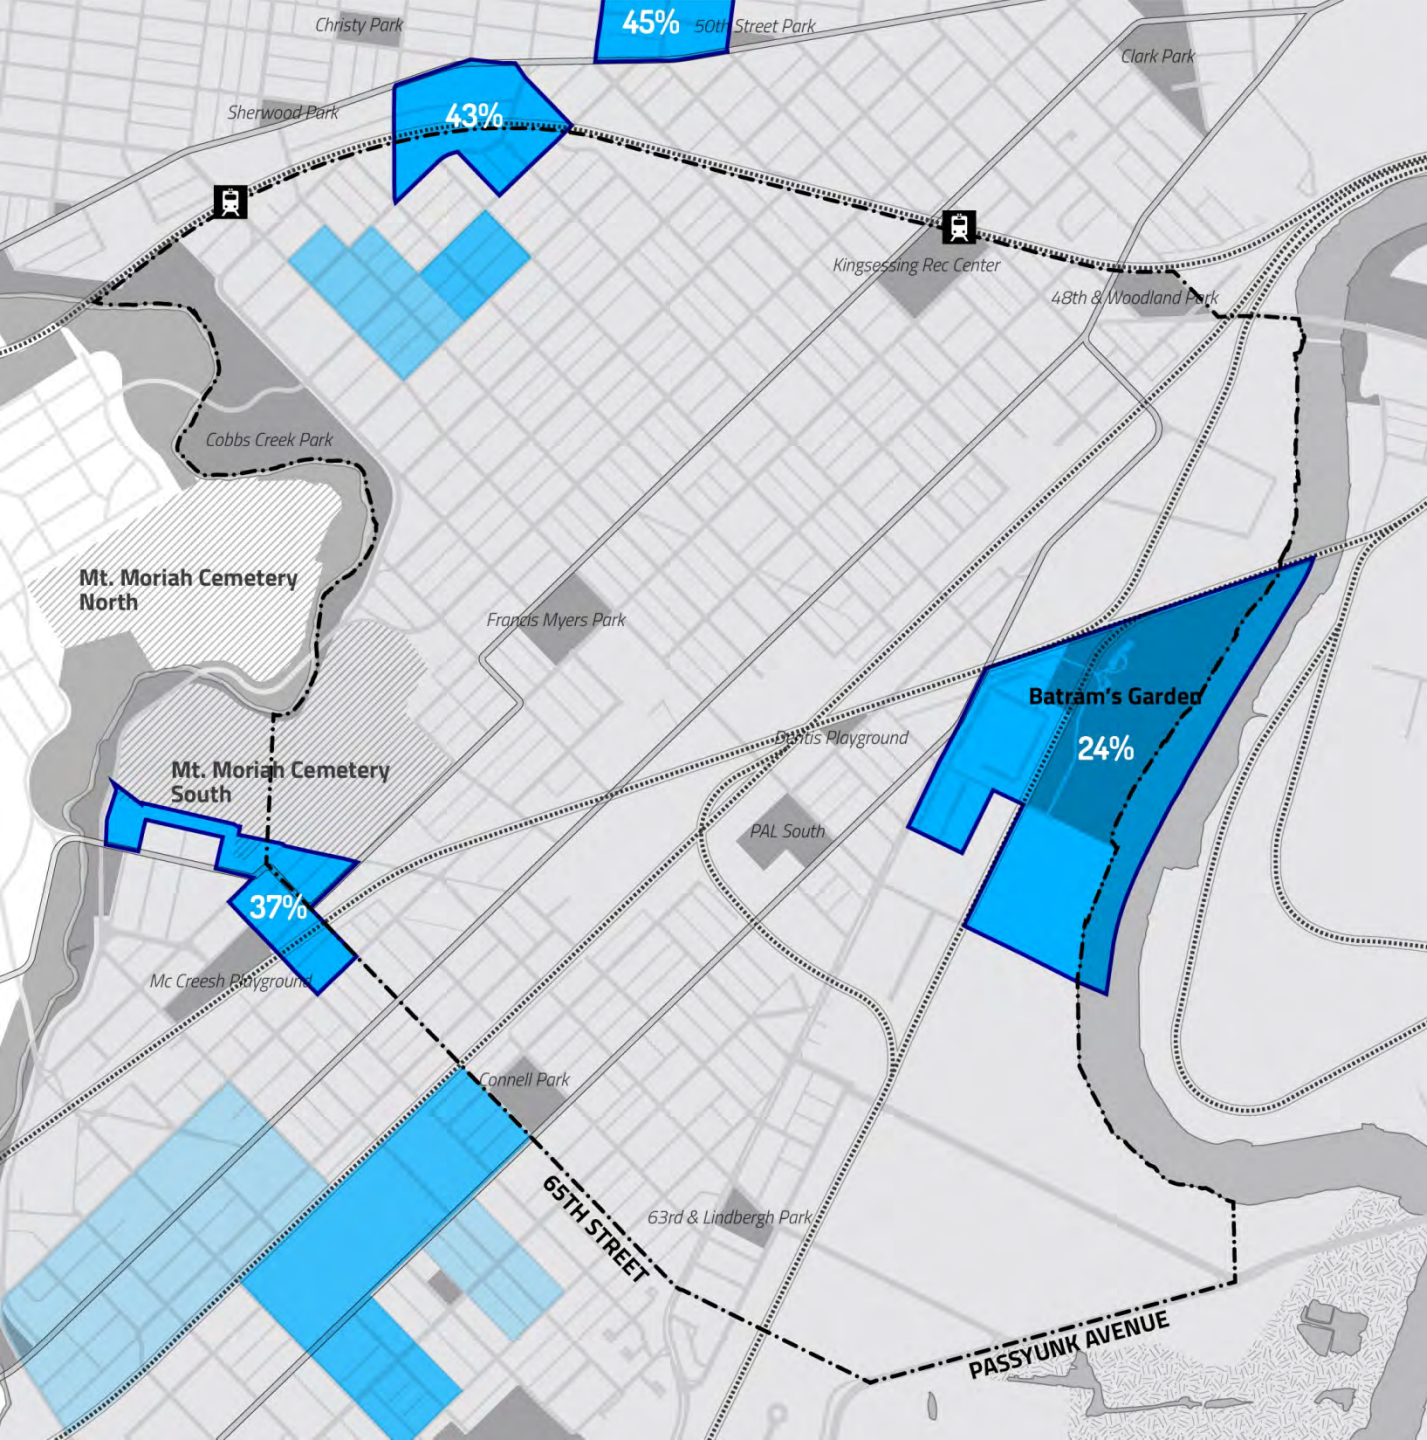 Christy Park
45%
50th Street Park
Clark Park
Sherwood Park
43%
Kingsessing Rec Center
48th & Woodland Park
Cobbs Creek Park
Mt. Moriah Cemetery
North
Francis Myers Park
Batram's Garden
Dentis Playground
24%
Mt. Moriah Cemetery
South
PAL South
37%
Mc Creesh Playground
Connell Park
65TH STREET
63rd & Lindbergh Park
PASSYUNK AVENUE